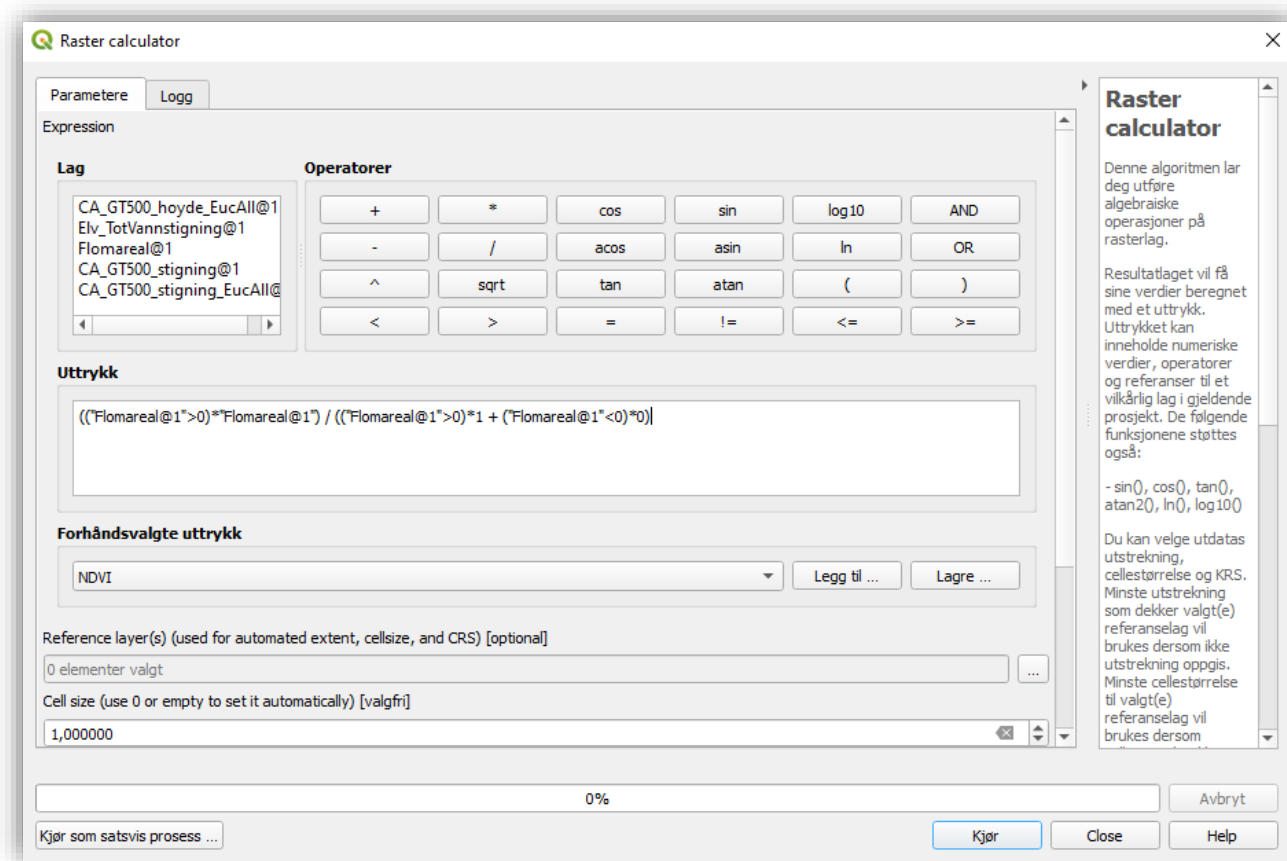 Raster calculator
Parametere
Logg
Expression
Lag
CA_GT500_hoyde_EucAll@1
Elv_TotVannstigning@1
Flomareal@1
CA_GT500_stigning@1
CA_GT500_stigning_EucAll@
Operatorer
+ * cos sin log10 AND
- / acos asin ln OR
^ sqrt tan atan ( )
< > = != <= >=
Uttrykk
(("Flomareal@1">0)*"Flomareal@1") / (("Flomareal@1">0)*1 + ("Flomareal@1"<0)*0)
Forhåndsvalgte uttrykk
NDVI
Legg til ...
Lagre ...
Reference layer(s) (used for automated extent, cellsize, and CRS) [optional]
0 elementer valgt
...
Cell size (use 0 or empty to set it automatically) [valgfri]
1,000000
Raster
calculator
Denne algoritmen lar
deg utføre
algebraiske
operasjoner på
rasterlag.
Resultatlaget vil få
sine verdier beregnet
med et uttrykk.
Uttrykket kan
inneholde numeriske
verdier, operatorer
og referanser til et
vilkårlig lag i gjeldende
prosjekt. De følgende
funksjonene støttes
også:
- sin(), cos(), tan(),
atan2(), ln(), log10()
Du kan velge utdatas
utstrekning,
cellestørrelse og KRS.
Minste utstrekning
som dekker valgt(e)
referanselag vil
brukes dersom ikke
utstrekning oppgis.
Minste cellestørrelse
til valgt(e)
referanselag vil
brukes dersom
0%
Avbryt
Kjør som satsvis prosess ...
Kjør
Close
Help